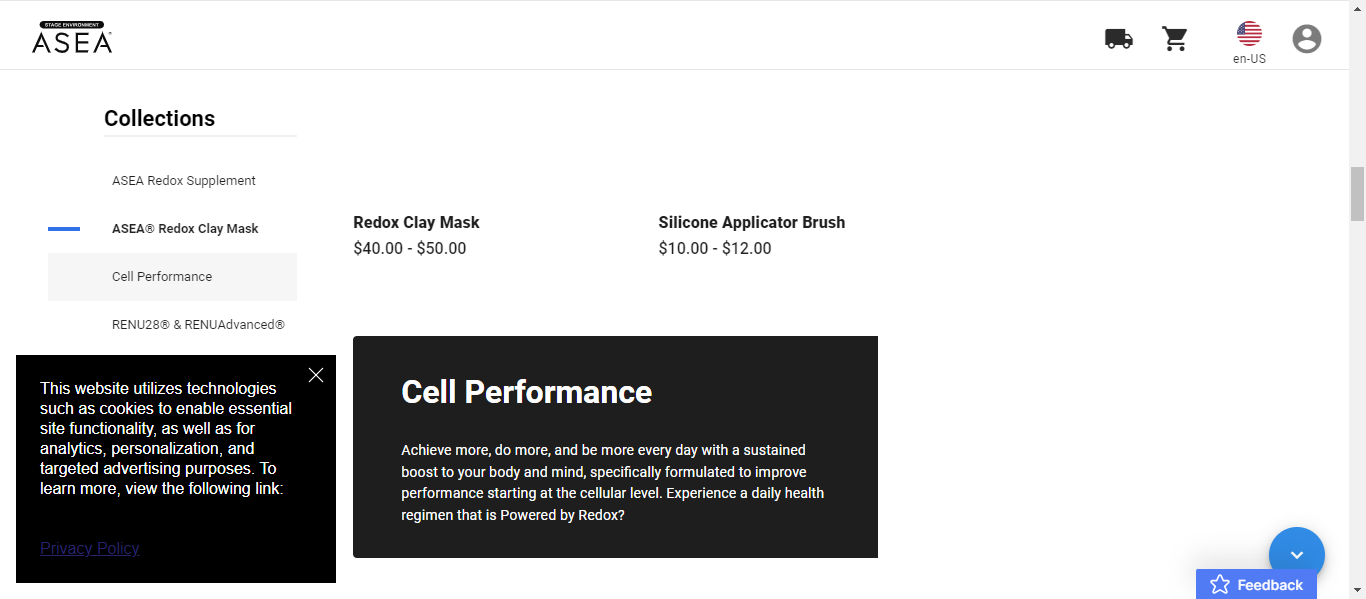 STAGE ENVIRONMENT
ASEA
en-US
Collections
ASEA Redox Supplement
ASEA® Redox Clay Mask
Cell Performance
RENU28® & RENUAdvanced®
Redox Clay Mask
$40.00 - $50.00
Silicone Applicator Brush
$10.00 - $12.00
Cell Performance
Achieve more, do more, and be more every day with a sustained
boost to your body and mind, specifically formulated to improve
performance starting at the cellular level. Experience a daily health
regimen that is Powered by Redox?
This website utilizes technologies
such as cookies to enable essential
site functionality, as well as for
analytics, personalization, and
targeted advertising purposes. To
learn more, view the following link:
Privacy Policy
Feedback